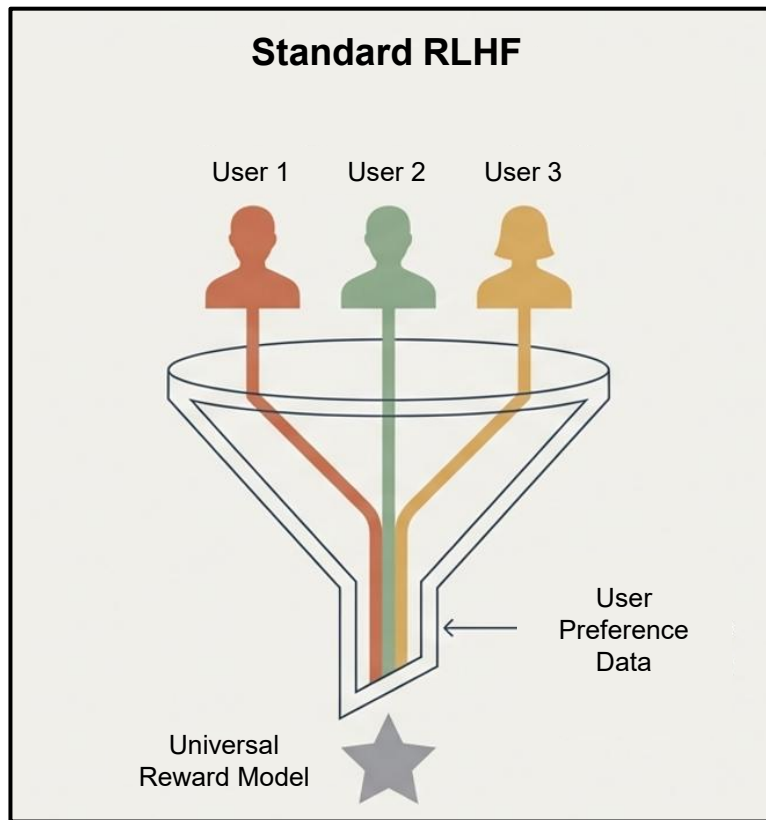 Standard RLHF
User 1
User 2
User 3
User
Preference
Data
Universal
Reward Model